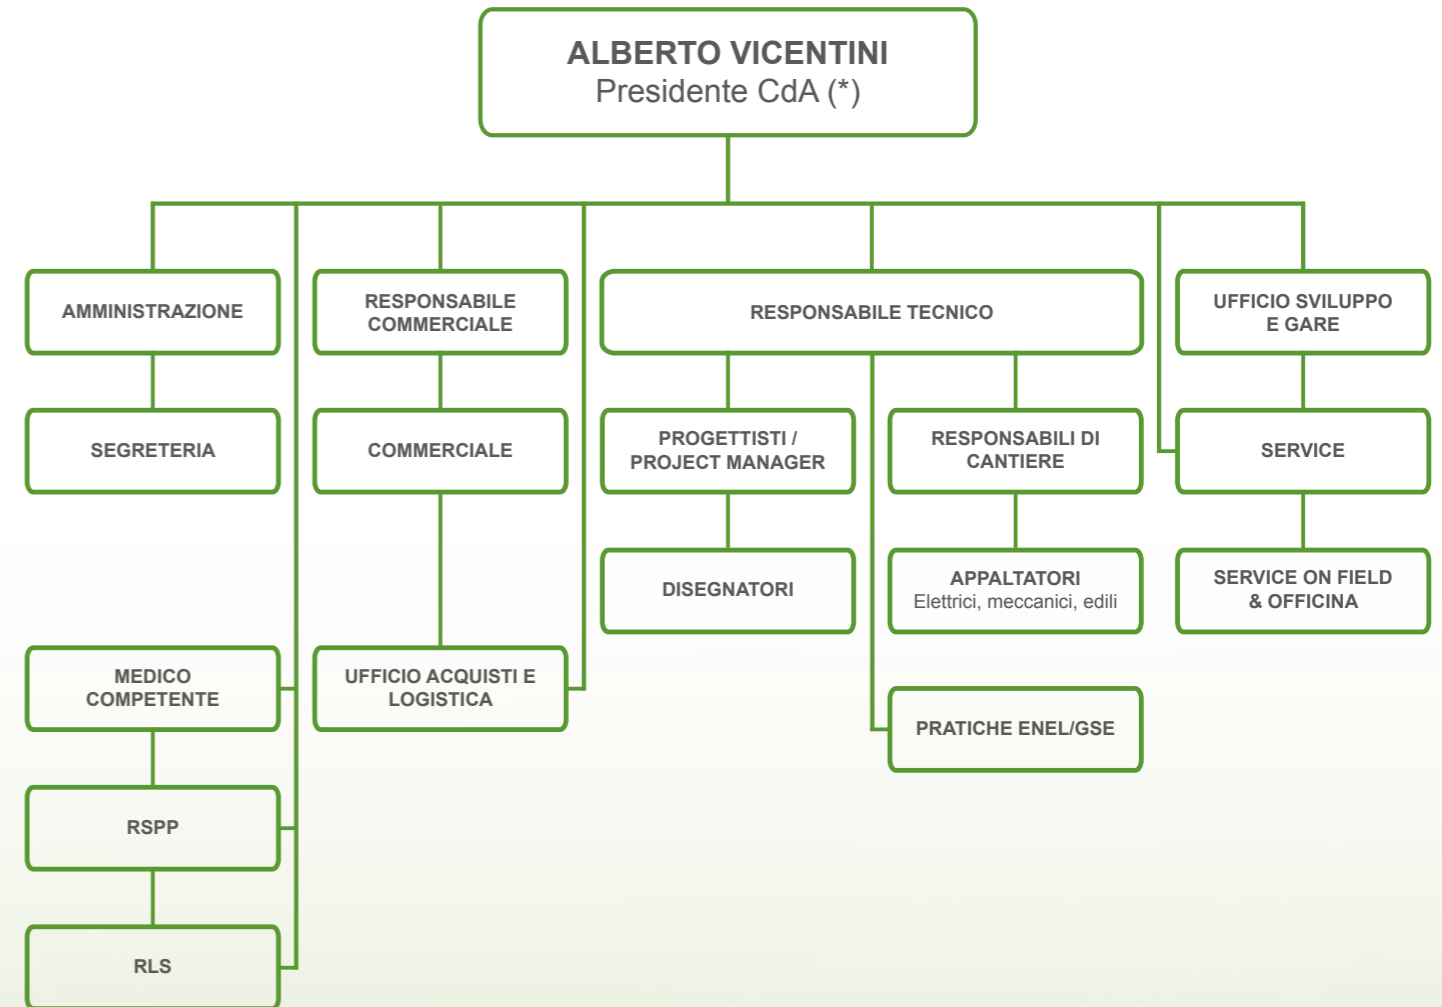 ALBERTO VICENTINI
Presidente CdA (*)
AMMINISTRAZIONE
RESPONSABILE
COMMERCIALE
RESPONSABILE TECNICO
UFFICIO SVILUPPO
E GARE
SEGRETERIA
COMMERCIALE
PROGETTISTI /
PROJECT MANAGER
RESPONSABILI DI
CANTIERE
SERVICE
DISEGNATORI
APPALTATORI
Elettrici, meccanici, edili
SERVICE ON FIELD
& OFFICINA
MEDICO
COMPETENTE
UFFICIO ACQUISTI E
LOGISTICA
PRATICHE ENEL/GSE
RSPP
RLS